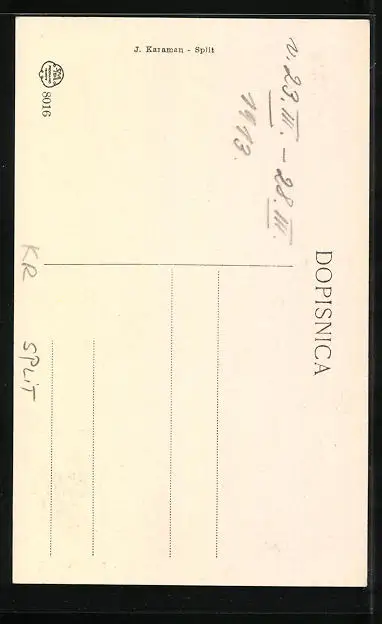 DOPISNICA
v. 23. III. – 28. III.
1913.
J. Karaman - Split
8016
KR SPLIT